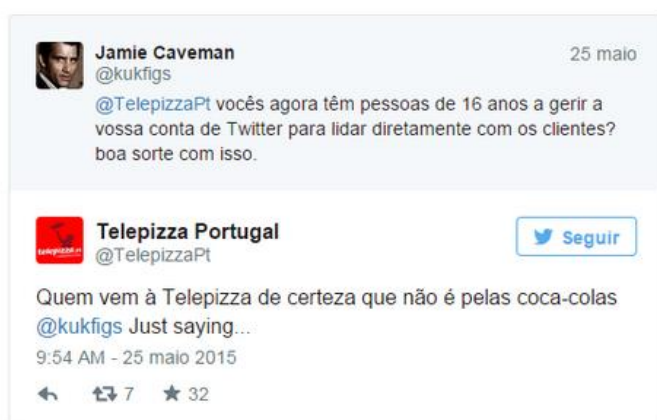 Jamie Caveman
25 maio
@kukfigs
@TelepizzaPt vocês agora têm pessoas de 16 anos a gerir a
vossa conta de Twitter para lidar diretamente com os clientes?
boa sorte com isso.
telepizza
Telepizza Portugal
Seguir
@TelepizzaPt
Quem vem à Telepizza de certeza que não é pelas coca-colas
@kukfigs Just saying...
9:54 AM - 25 maio 2015
7 32